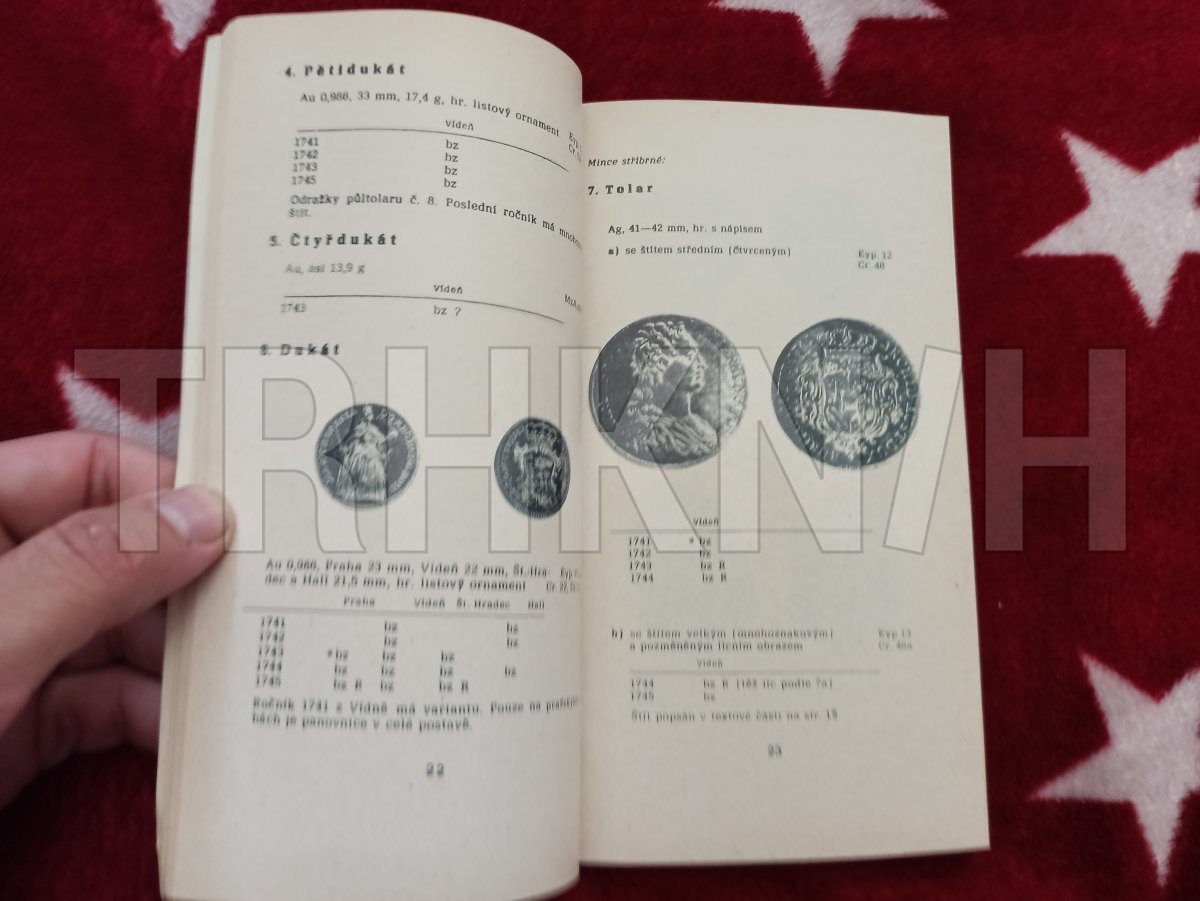 4. Pětidukát
Au 0,986, 33 mm, 17,4 g, hr. listový ornament
Vídeň
1741 bz
1742 bz
1743 bz
1745 bz
Odražky půltolaru č. 8. Poslední ročník má
štít.
5. Čtyřdukát
Au, asi 13,9 g
Vídeň
1743 bz ?
6. Dukát
Au 0,986, Praha 23 mm, Vídeň 22 mm, Št. Hra-
dec a Hall 21,5 mm, hr. listový ornament
Praha Vídeň Št. Hradec Hall
1741 bz bz
1742 bz bz
1743 *bz bz bz
1744 bz bz bz bz
1745 bz R bz bz R
Ročník 1741 z Vídně má variantu. Pouze na
bách je panovnice v celé postavě.
22
Mince stříbrné:
7. Tolar
Ag, 41—42 mm, hr. s nápisem
a) se štítem středním (čtvrceným)
Eyp. 12
Cr. 46
Vídeň
1741 * bz
1742 bz
1743 bz R
1744 bz R
b) se štítem velkým (mnohoznakovým)
a pozměněným lícním obrazem
Eyp 13
Cr. 46a
Vídeň
1744 bz R (též líc podle 7a)
1745 bz
Štít popsán v textové části na str. 15
23
TRHKNIH